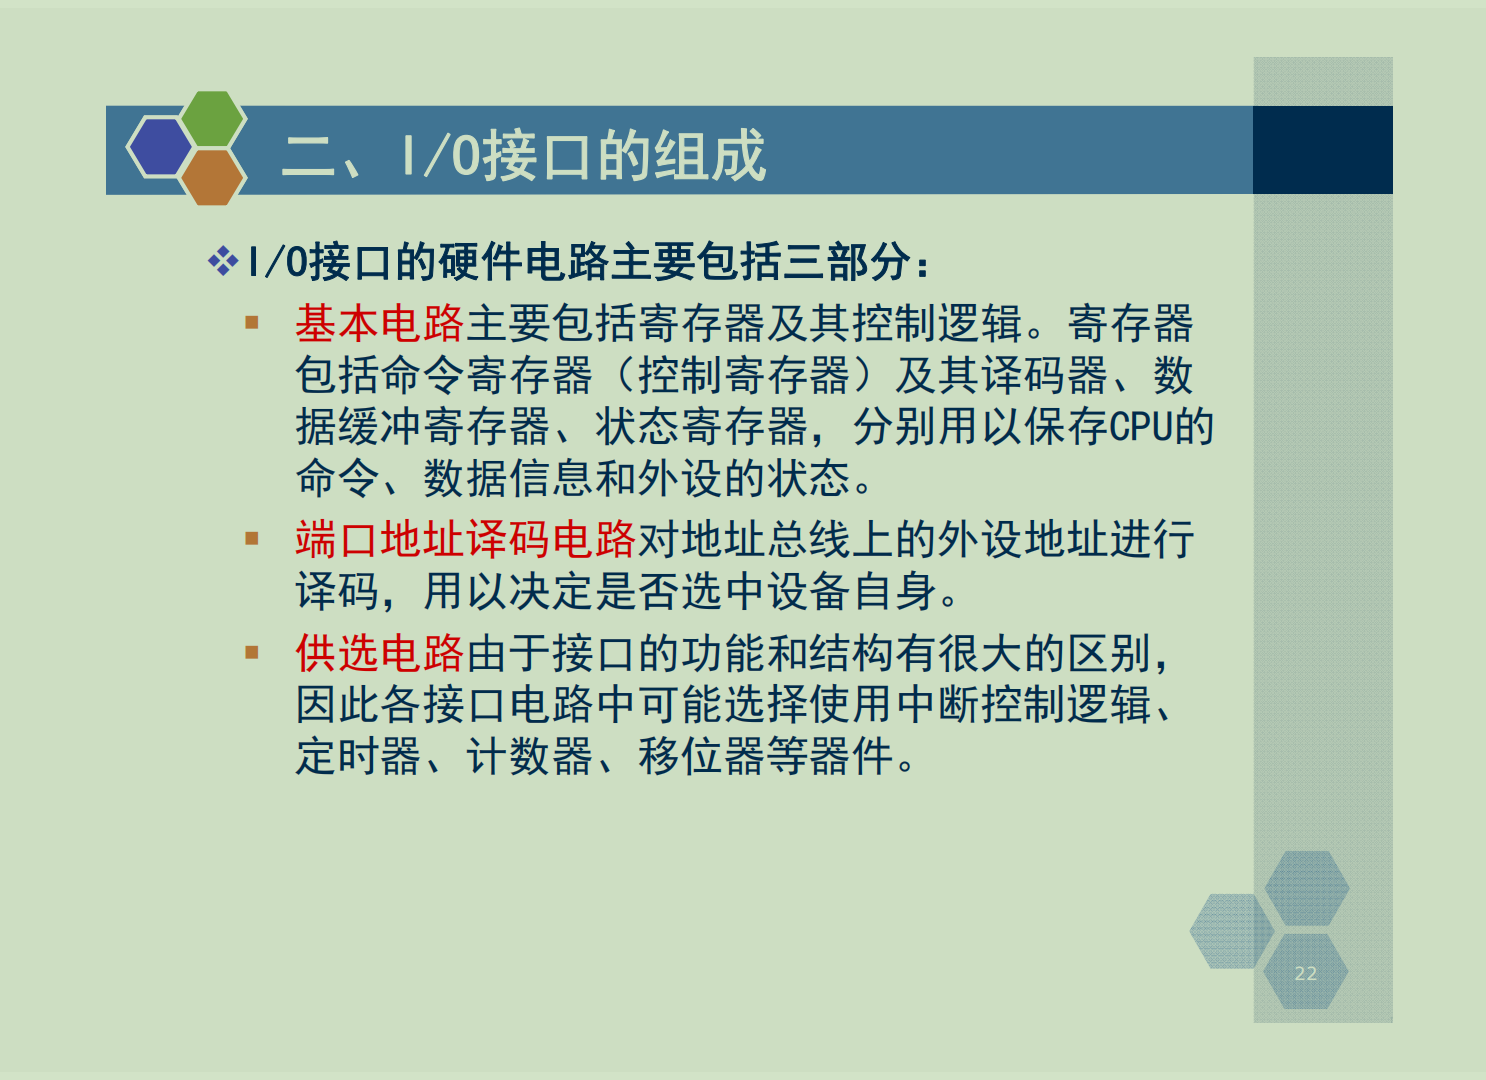 二、I/O接口的组成
I/O接口的硬件电路主要包括三部分：
基本电路主要包括寄存器及其控制逻辑。寄存器
包括命令寄存器（控制寄存器）及其译码器、数
据缓冲寄存器、状态寄存器，分别用以保存CPU的
命令、数据信息和外设的状态。
端口地址译码电路对地址总线上的外设地址进行
译码，用以决定是否选中设备自身。
供选电路由于接口的功能和结构有很大的区别，
因此各接口电路中可能选择使用中断控制逻辑、
定时器、计数器、移位器等器件。
22